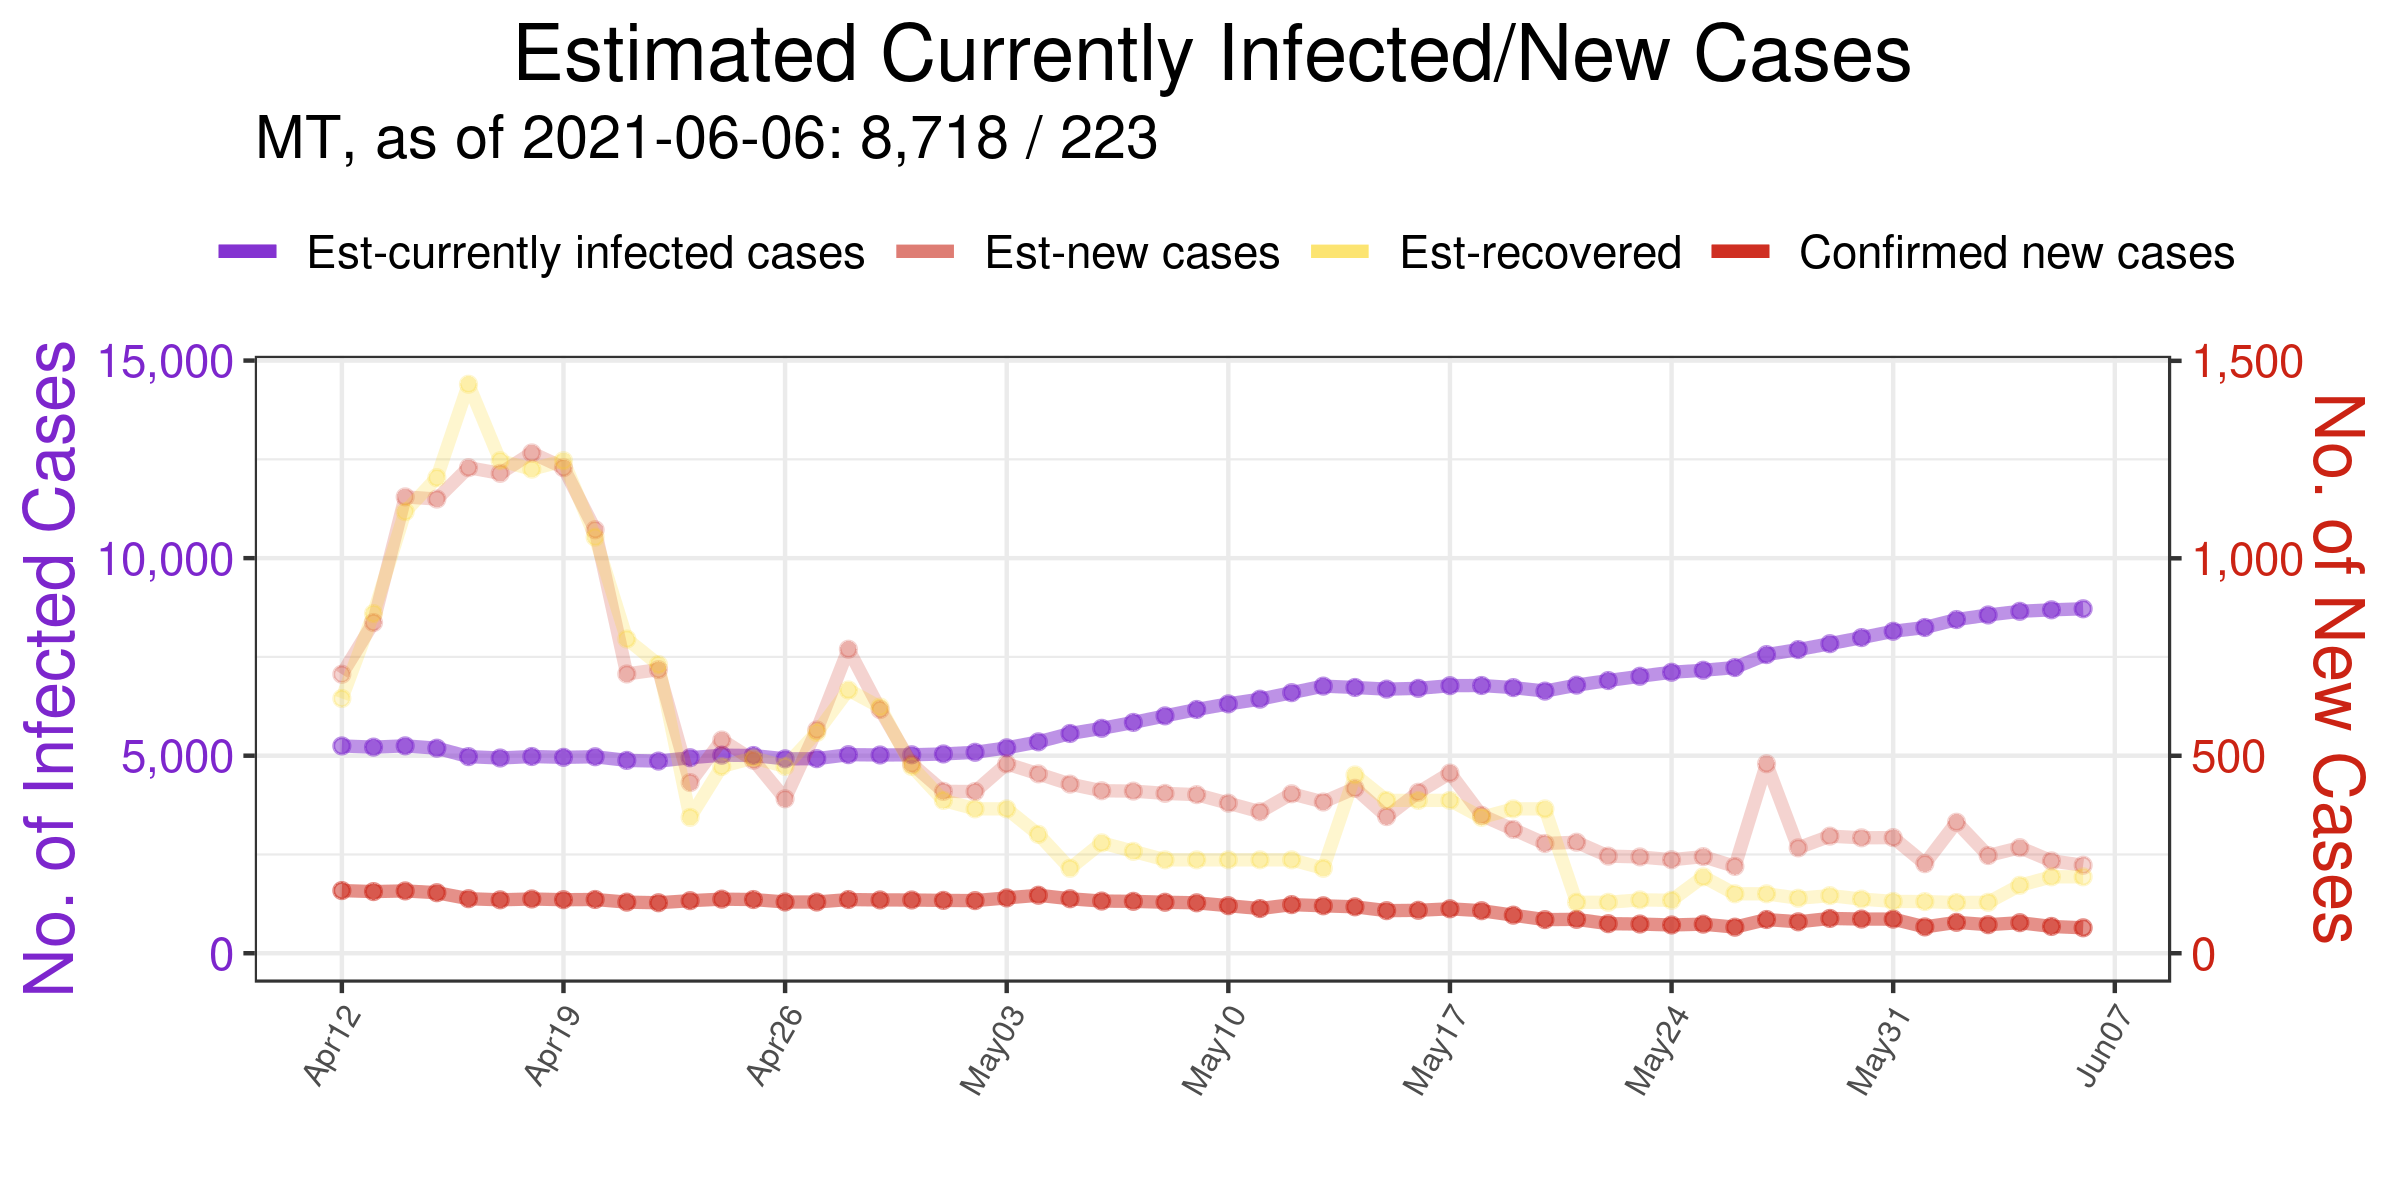 Estimated Currently Infected/New Cases
MT, as of 2021-06-06: 8,718 / 223
Est-currently infected cases Est-new cases Est-recovered Confirmed new cases
No. of Infected Cases
15,000
10,000
5,000
0
1,500
1,000
500
0
No. of New Cases
Apr12 Apr19 Apr26 May03 May10 May17 May24 May31 Jun07